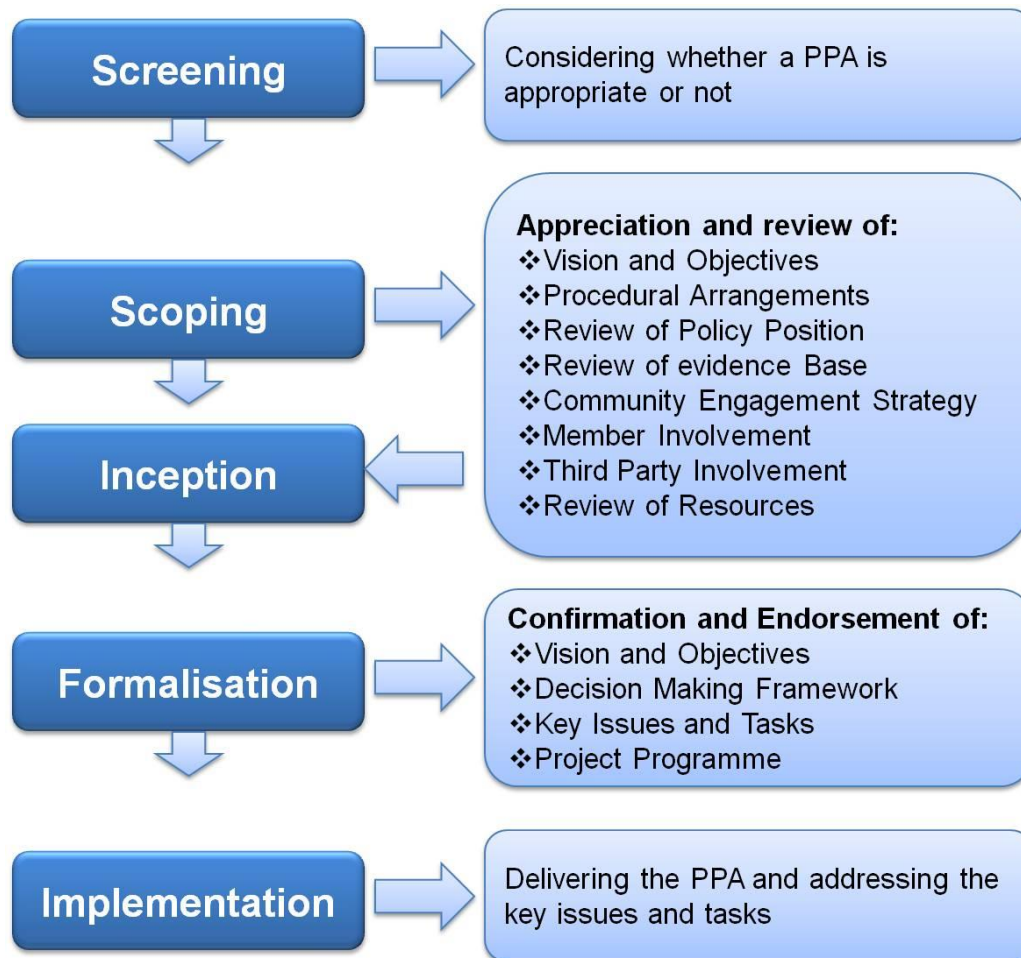 Screening
Considering whether a PPA is
appropriate or not
Scoping
Appreciation and review of:
❖Vision and Objectives
❖Procedural Arrangements
❖Review of Policy Position
❖Review of evidence Base
❖Community Engagement Strategy
❖Member Involvement
❖Third Party Involvement
❖Review of Resources
Inception
Formalisation
Confirmation and Endorsement of:
❖Vision and Objectives
❖Decision Making Framework
❖Key Issues and Tasks
❖Project Programme
Implementation
Delivering the PPA and addressing the
key issues and tasks